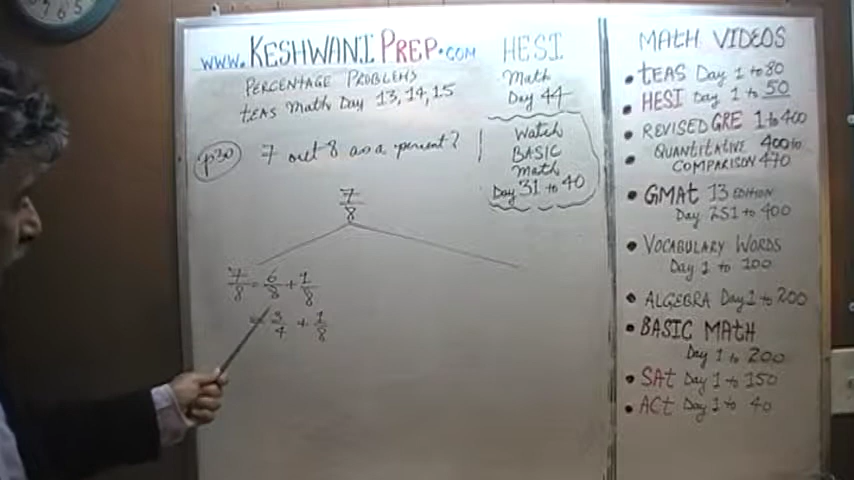 www.KESHWANIPREP.COM
PERCENTAGE PROBLEMS
TEAS Math Day 13, 14, 15
HESI
Math
Day 44
Watch
BASIC
Math
Day 31 to 40
p30 7 out 8 as a percent?
7/8
7/8 = 6/8 + 1/8
= 3/4 + 1/8
MATH VIDEOS
• TEAS Day 1 to 80
• HESI Day 1 to 50
• REVISED GRE 1 to 400
• QUANTITATIVE 400 to
COMPARISON 470
• GMAT 13 EDITION
Day 251 to 400
• VOCABULARY WORDS
Day 1 to 100
• ALGEBRA Day 1 to 200
• BASIC MATH
Day 1 to 200
• SAT Day 1 to 150
• ACT Day 1 to 40